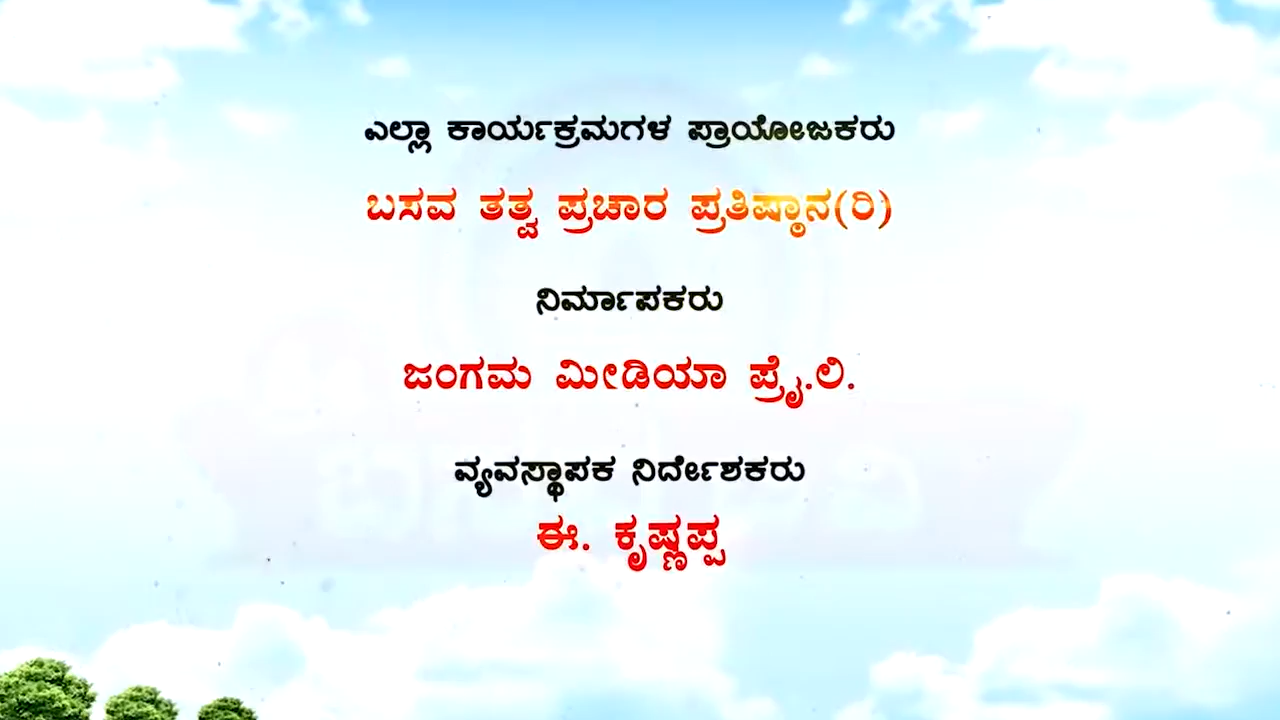 ಎಲ್ಲಾ ಕಾರ್ಯಕ್ರಮಗಳ ಪ್ರಾಯೋಜಕರು
ಬಸವ ತತ್ವ ಪ್ರಚಾರ ಪ್ರತಿಷ್ಠಾನ(ರಿ)
ನಿರ್ಮಾಪಕರು
ಜಂಗಮ ಮೀಡಿಯಾ ಪ್ರೈ.ಲಿ.
ವ್ಯವಸ್ಥಾಪಕ ನಿರ್ದೇಶಕರು
ಈ. ಕೃಷ್ಣಪ್ಪ